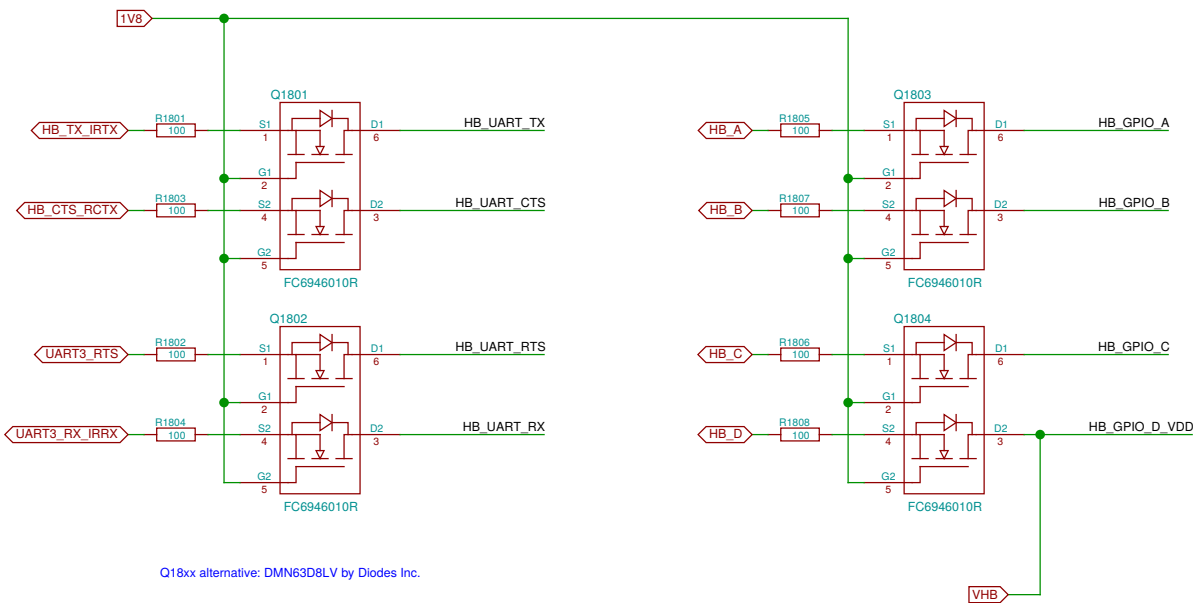 1V8
Q1801
HB_TX_IRTX
R1801
100
S1
1
D1
6
HB_UART_TX
G1
2
HB_CTS_RCTX
R1803
100
S2
4
D2
3
HB_UART_CTS
G2
5
FC6946010R
Q1802
UART3_RTS
R1802
100
S1
1
D1
6
HB_UART_RTS
G1
2
UART3_RX_IRRX
R1804
100
S2
4
D2
3
HB_UART_RX
G2
5
FC6946010R
Q1803
HB_A
R1805
100
S1
1
D1
6
HB_GPIO_A
G1
2
HB_B
R1807
100
S2
4
D2
3
HB_GPIO_B
G2
5
FC6946010R
Q1804
HB_C
R1806
100
S1
1
D1
6
HB_GPIO_C
G1
2
HB_D
R1808
100
S2
4
D2
3
HB_GPIO_D_VDD
G2
5
FC6946010R
Q18xx alternative: DMN63D8LV by Diodes Inc.
VHB